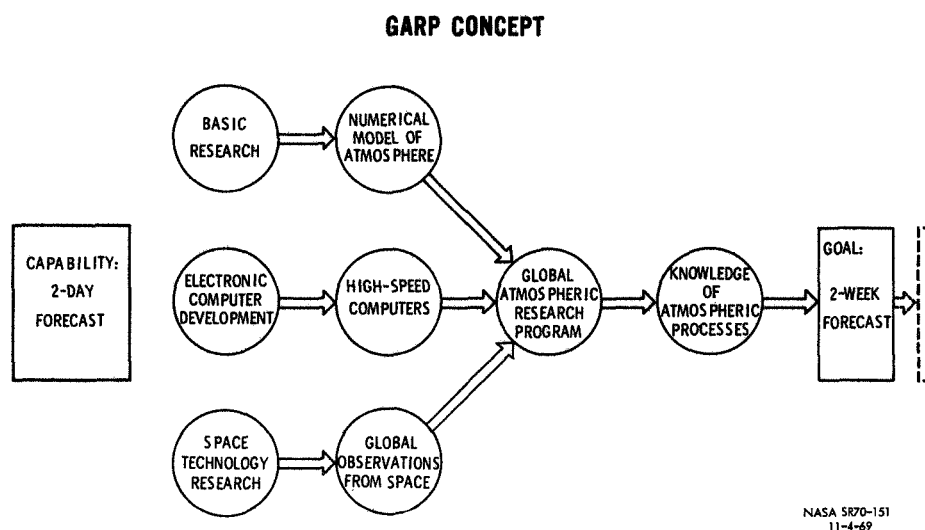 GARP CONCEPT
BASIC
RESEARCH
NUMERICAL
MODEL OF
ATMOSPHERE
CAPABILITY:
2-DAY
FORECAST
ELECTRONIC
COMPUTER
DEVELOPMENT
HIGH-SPEED
COMPUTERS
GLOBAL
ATMOSPHERIC
RESEARCH
PROGRAM
KNOWLEDGE
OF
ATMOSPHERIC
PROCESSES
GOAL:
2-WEEK
FORECAST
SPACE
TECHNOLOGY
RESEARCH
GLOBAL
OBSERVATIONS
FROM SPACE
NASA SR70-151
11-4-69